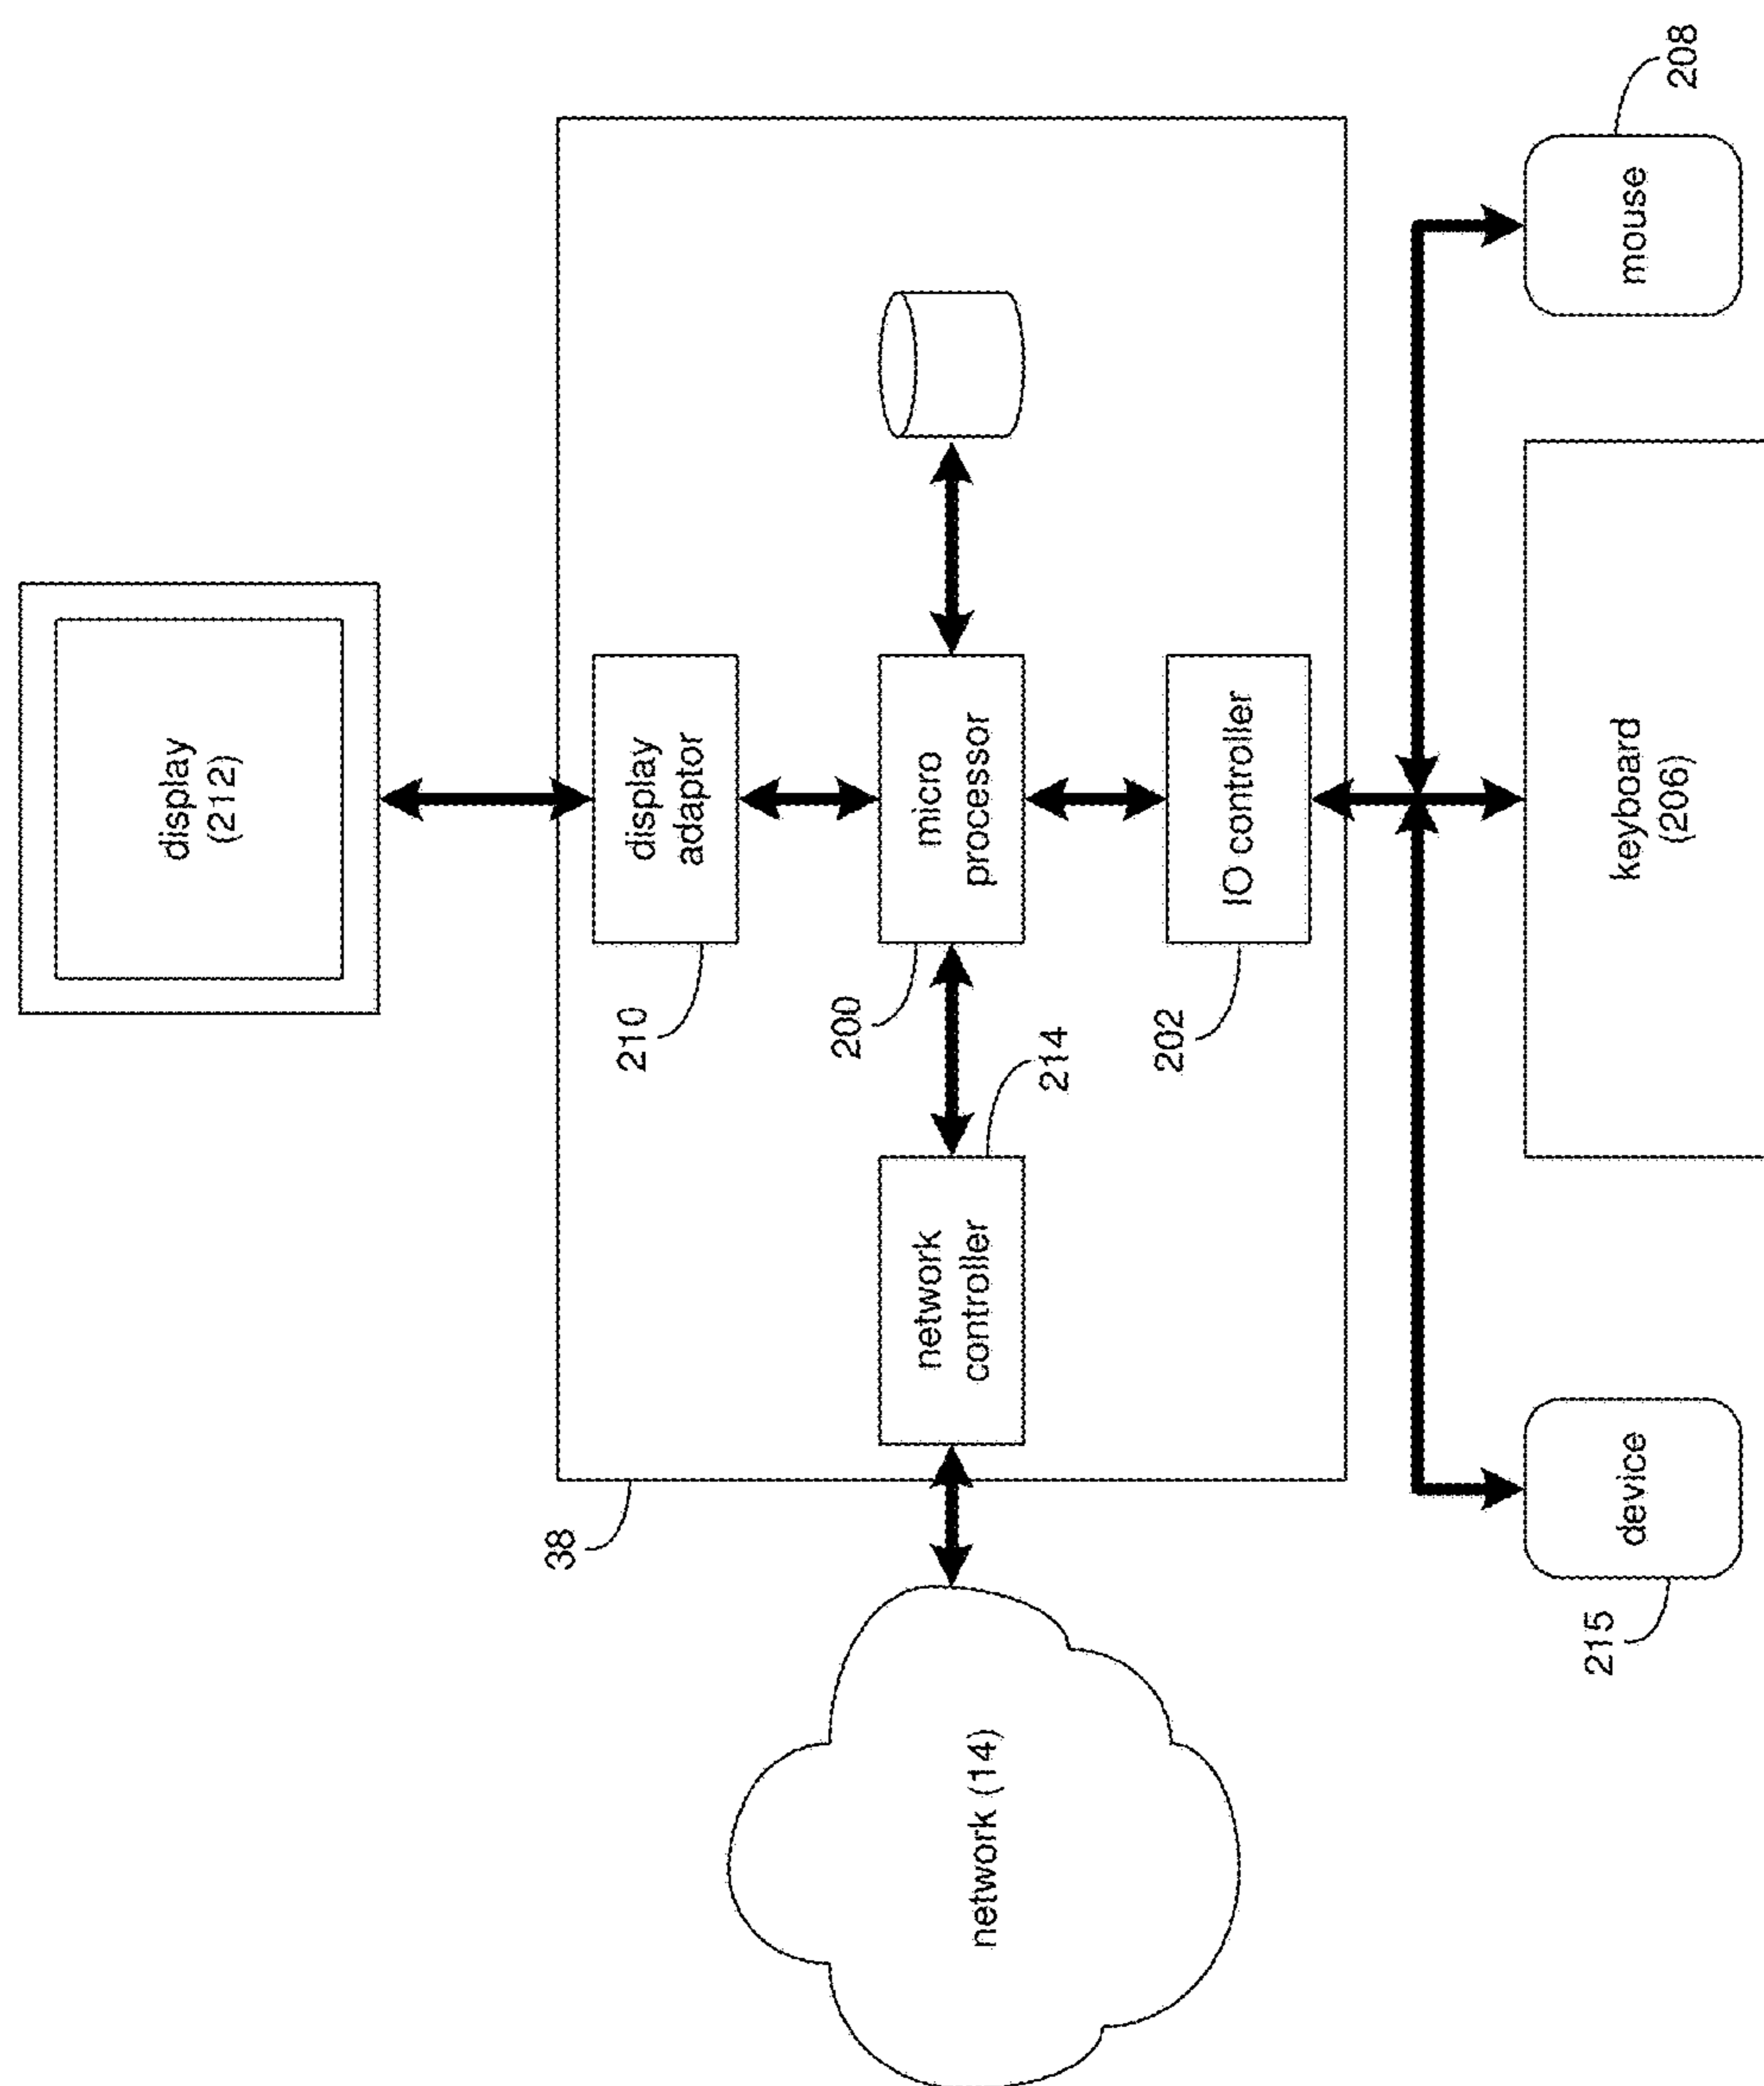 display
(212)
display
adaptor
210
micro
processor
200
network
controller
214
IO controller
202
38
network (14)
keyboard
(206)
mouse
208
device
215